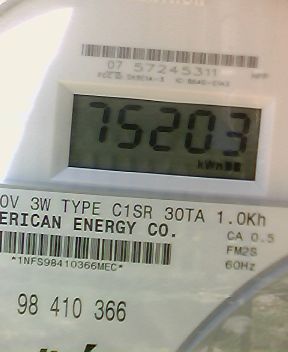 07 57245311
75203
kWh
0V 3W TYPE C1SR 30TA 1.0Kh
ERICAN ENERGY CO.
CA 0.5
*1NFS98410366MEC*
FM2S
60Hz
98 410 366